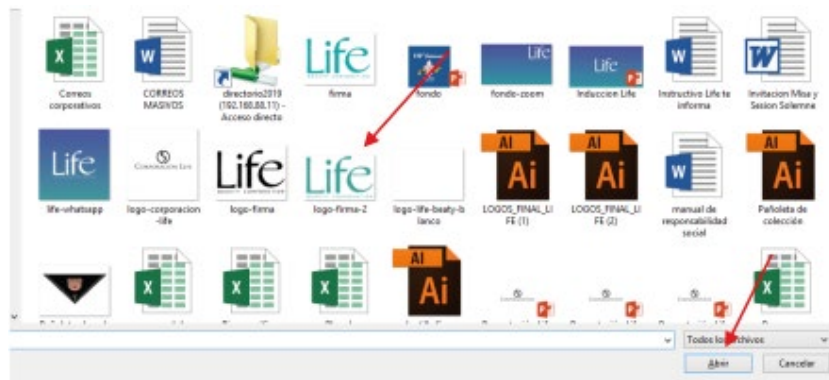 Life
Life
Life
Correos
corporativos
CORREOS
MASIVOS
directorio2019
(192.168.88.11) -
Acceso directo
firma
fondo
fondo-zoom
Induccion Life
Instructivo Life te
informa
Invitacion Misa y
Sesion Solemne
Life
CORPORACION LIFE
Life
Life
Ai
Ai
Ai
Ai
life-whatsapp
logo-corporacion
-life
logo-firma
logo-firma-2
logo-life-beaty-b
lanco
LOGOS_FINAL_LI
FE (1)
LOGOS_FINAL_LI
FE (2)
manual de
responsabilidad
social
Pañoleta de
colección
Ai
Ai
Todos los archivos
Abrir
Cancelar